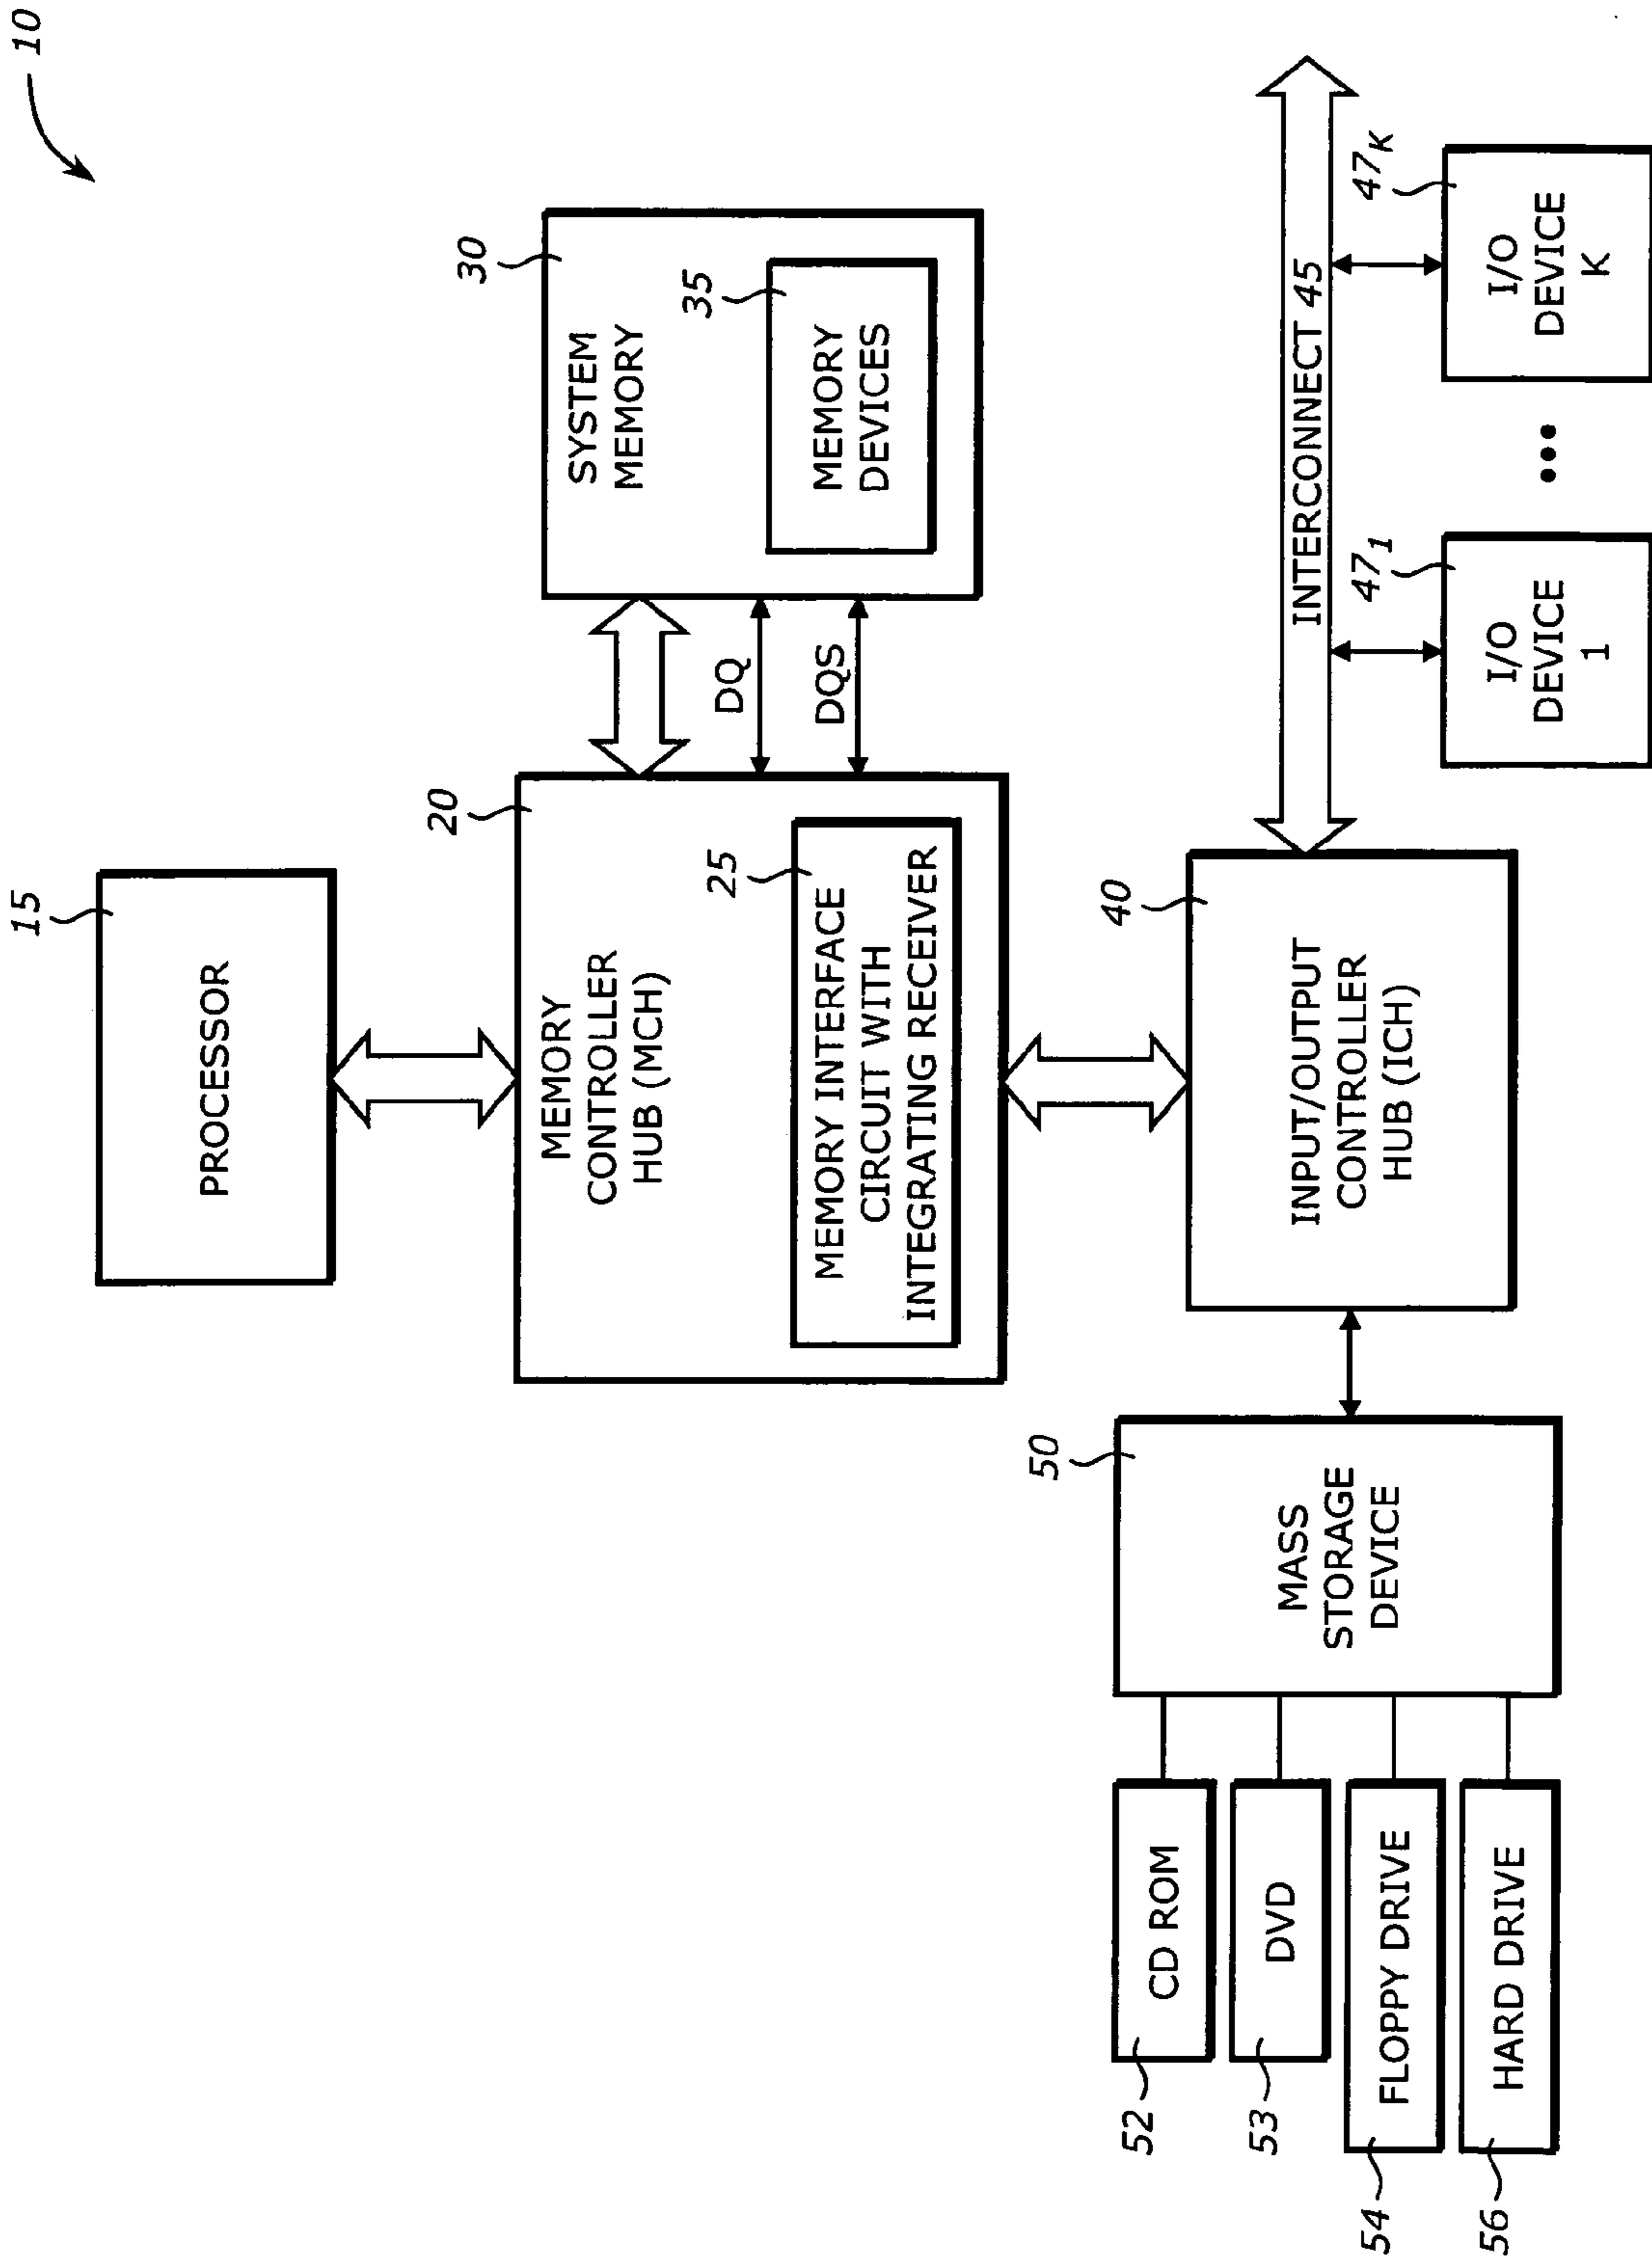 10
15
PROCESSOR
20
MEMORY
CONTROLLER
HUB (MCH)
25
MEMORY INTERFACE
CIRCUIT WITH
INTEGRATING RECEIVER
DQ
DQS
30
SYSTEM
MEMORY
35
MEMORY
DEVICES
40
INPUT/OUTPUT
CONTROLLER
HUB (ICH)
INTERCONNECT 45
47₁
I/O
DEVICE
1
•••
47K
I/O
DEVICE
K
50
MASS
STORAGE
DEVICE
52
CD ROM
53
DVD
54
FLOPPY DRIVE
56
HARD DRIVE